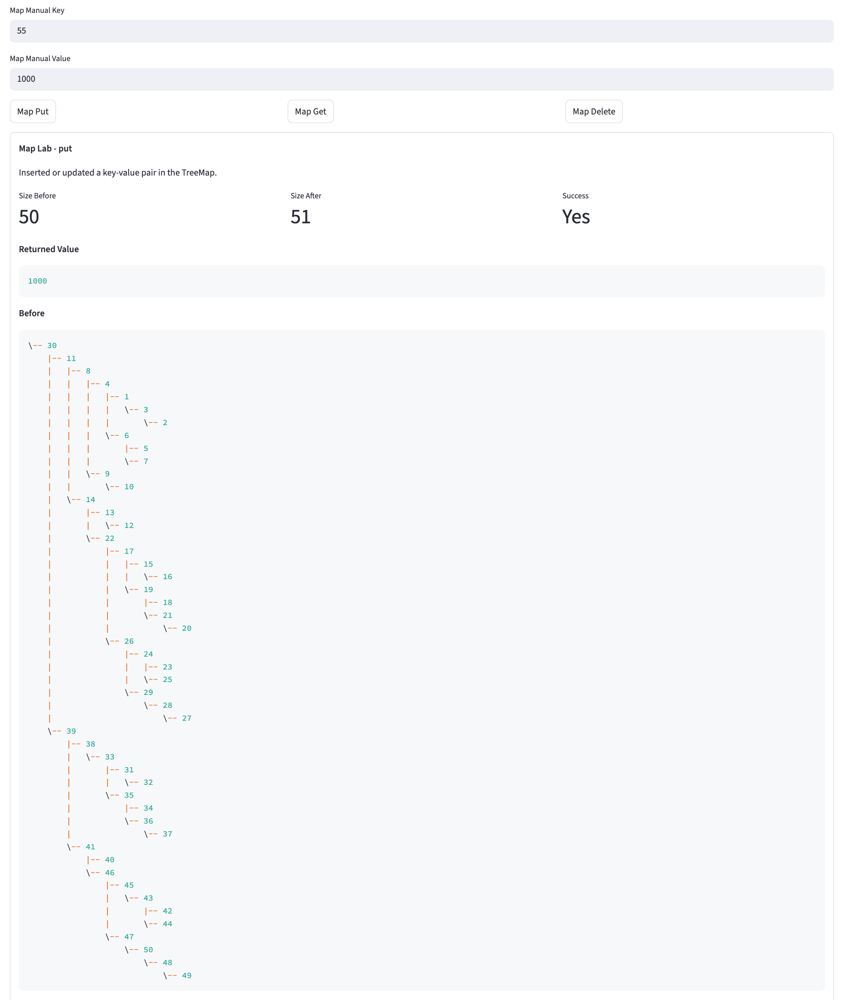 Map Manual Key
55
Map Manual Value
1000
Map Put Map Get Map Delete
Map Lab - put
Inserted or updated a key-value pair in the TreeMap.
Size Before Size After Success
50 51 Yes
Returned Value
1000
Before
\-- 30
    |-- 11
    |   |-- 8
    |   |   |-- 4
    |   |   |   |-- 1
    |   |   |   |   \-- 3
    |   |   |   |       \-- 2
    |   |   |   \-- 6
    |   |   |       |-- 5
    |   |   |       \-- 7
    |   |   \-- 9
    |   |       \-- 10
    |   \-- 14
    |       |-- 13
    |       |   \-- 12
    |       \-- 22
    |           |-- 17
    |           |   |-- 15
    |           |   |   \-- 16
    |           |   \-- 19
    |           |       |-- 18
    |           |       \-- 21
    |           |           \-- 20
    |           \-- 26
    |               |-- 24
    |               |   |-- 23
    |               |   \-- 25
    |               \-- 29
    |                   \-- 28
    |                       \-- 27
    \-- 39
        |-- 38
        |   \-- 33
        |       |-- 31
        |       |   \-- 32
        |       \-- 35
        |           |-- 34
        |           \-- 36
        |               \-- 37
        \-- 41
            |-- 40
            \-- 46
                |-- 45
                |   \-- 43
                |       |-- 42
                |       \-- 44
                \-- 47
                    \-- 50
                        \-- 48
                            \-- 49